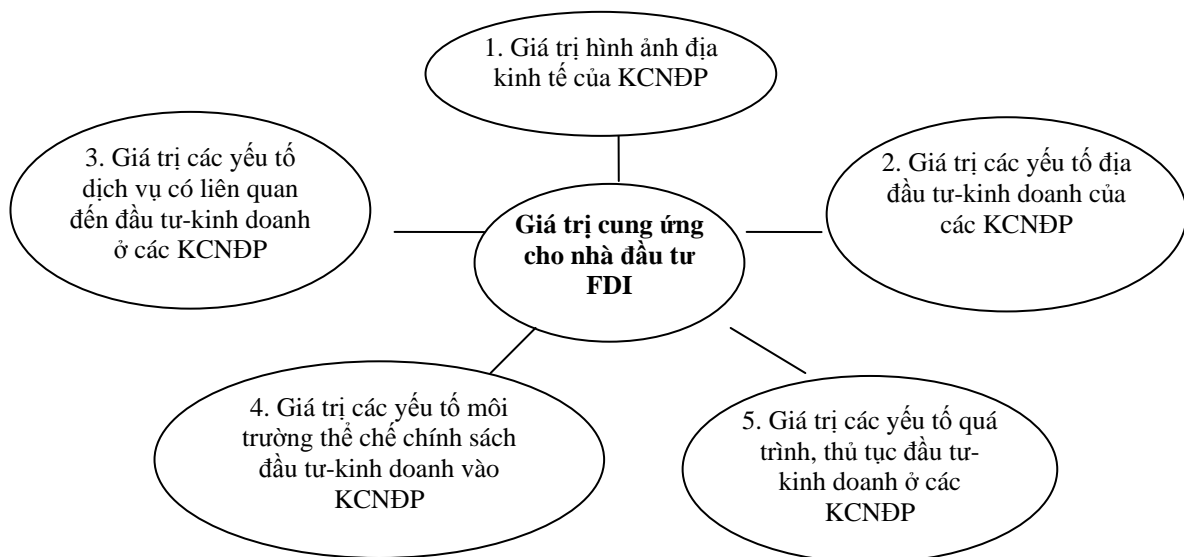 1. Giá trị hình ảnh địa
kinh tế của KCNĐP
3. Giá trị các yếu tố
dịch vụ có liên quan
đến đầu tư-kinh doanh
ở các KCNĐP
2. Giá trị các yếu tố địa
đầu tư-kinh doanh của
các KCNĐP
Giá trị cung ứng
cho nhà đầu tư
FDI
4. Giá trị các yếu tố môi
trường thể chế chính sách
đầu tư-kinh doanh vào
KCNĐP
5. Giá trị các yếu tố quá
trình, thủ tục đầu tư-
kinh doanh ở các
KCNĐP